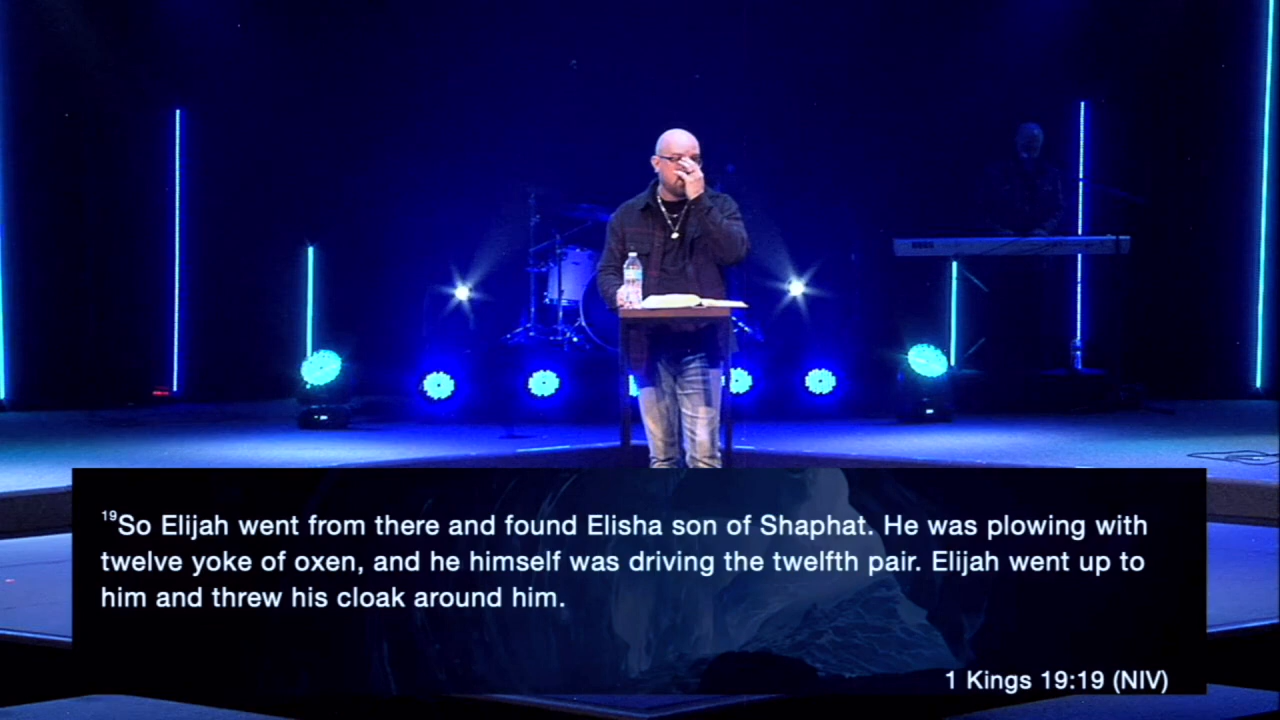 KORG
¹⁹So Elijah went from there and found Elisha son of Shaphat. He was plowing with
twelve yoke of oxen, and he himself was driving the twelfth pair. Elijah went up to
him and threw his cloak around him.
1 Kings 19:19 (NIV)